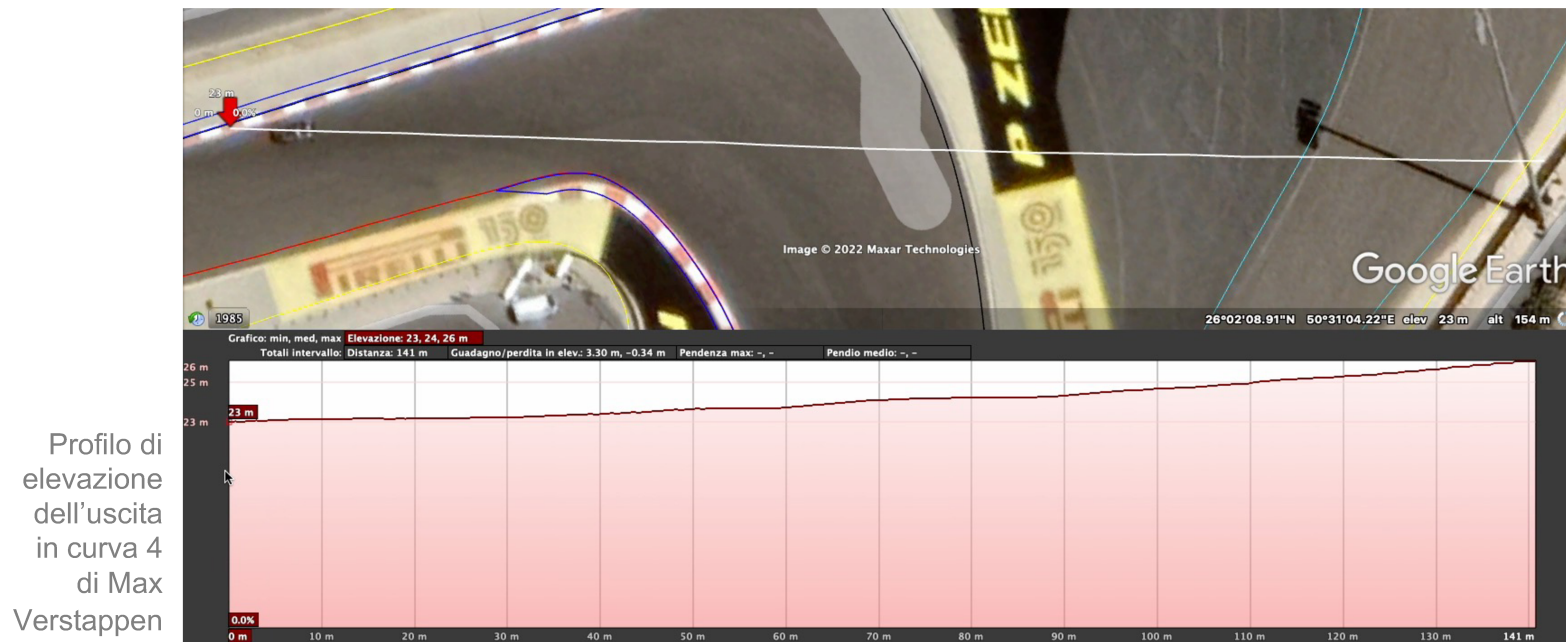 P ZE
23 m
0 m 0.0%
150
150
Image © 2022 Maxar Technologies
Google Earth
1985
26°02'08.91"N 50°31'04.22"E elev 23 m alt 154 m
Grafico: min, med, max Elevazione: 23, 24, 26 m
Totali intervallo: Distanza: 141 m Guadagno/perdita in elev.: 3.30 m, -0.34 m Pendenza max: -, - Pendio medio: -, -
26 m
25 m
23 m
23 m
Profilo di
elevazione
dell'uscita
in curva 4
di Max
Verstappen
0.0%
0 m 10 m 20 m 30 m 40 m 50 m 60 m 70 m 80 m 90 m 100 m 110 m 120 m 130 m 141 m